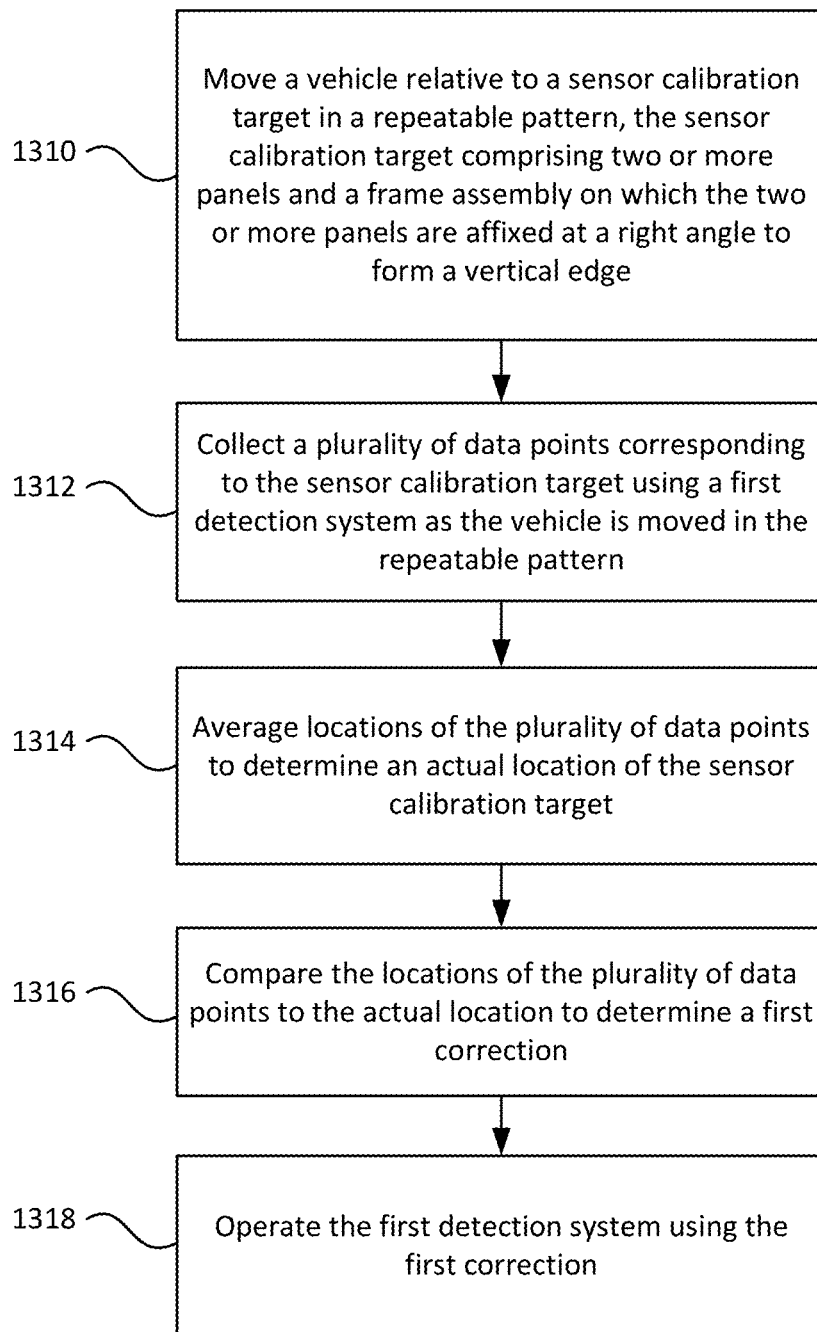 1310
Move a vehicle relative to a sensor calibration
target in a repeatable pattern, the sensor
calibration target comprising two or more
panels and a frame assembly on which the two
or more panels are affixed at a right angle to
form a vertical edge
1312
Collect a plurality of data points corresponding
to the sensor calibration target using a first
detection system as the vehicle is moved in the
repeatable pattern
1314
Average locations of the plurality of data points
to determine an actual location of the sensor
calibration target
1316
Compare the locations of the plurality of data
points to the actual location to determine a first
correction
1318
Operate the first detection system using the
first correction